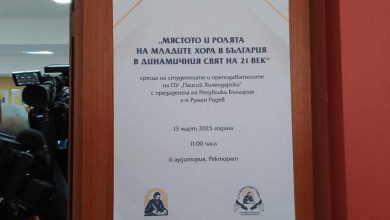 „МЯСТОТО И РОЛЯТА
НА МЛАДИТЕ ХОРА В БЪЛГАРИЯ
В ДИНАМИЧНИЯ СВЯТ НА 21 ВЕК“
среща на студентите и преподавателите
на ПУ „Паисий Хилендарски“
с президента на Република България
г-н Румен Радев
13 март 2025 година
11:00 часа
6 аудитория, Ректорат